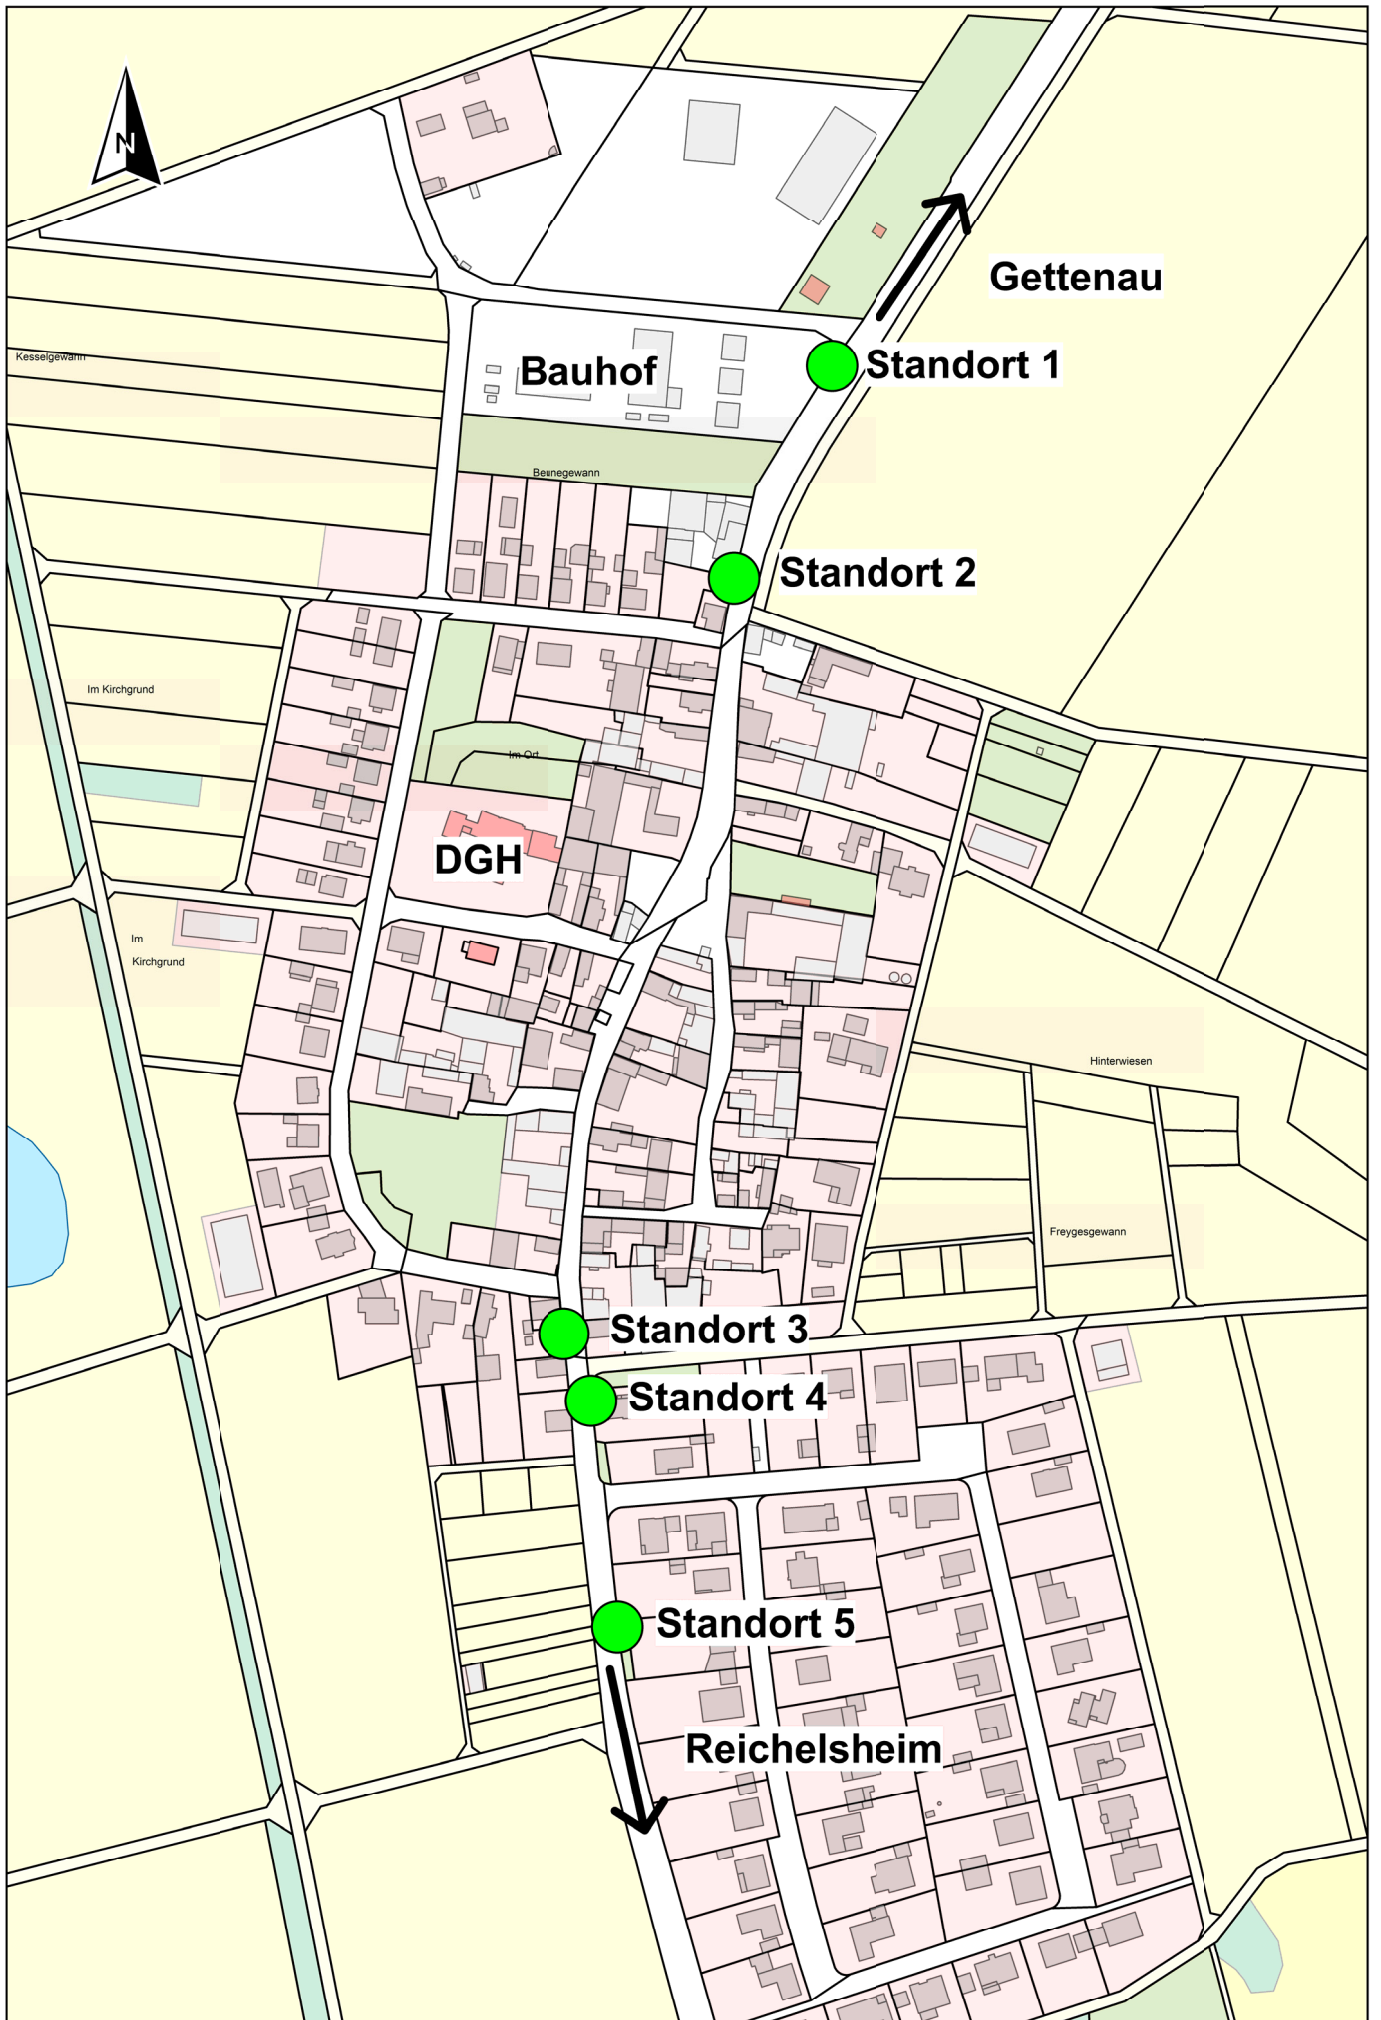 N
Gettenau
Standort 1
Bauhof
Kesselgewann
Beunegewann
Standort 2
Im Kirchgrund
Im Ort
DGH
Im
Kirchgrund
Hinterwiesen
Freygesgewann
Standort 3
Standort 4
Standort 5
Reichelsheim